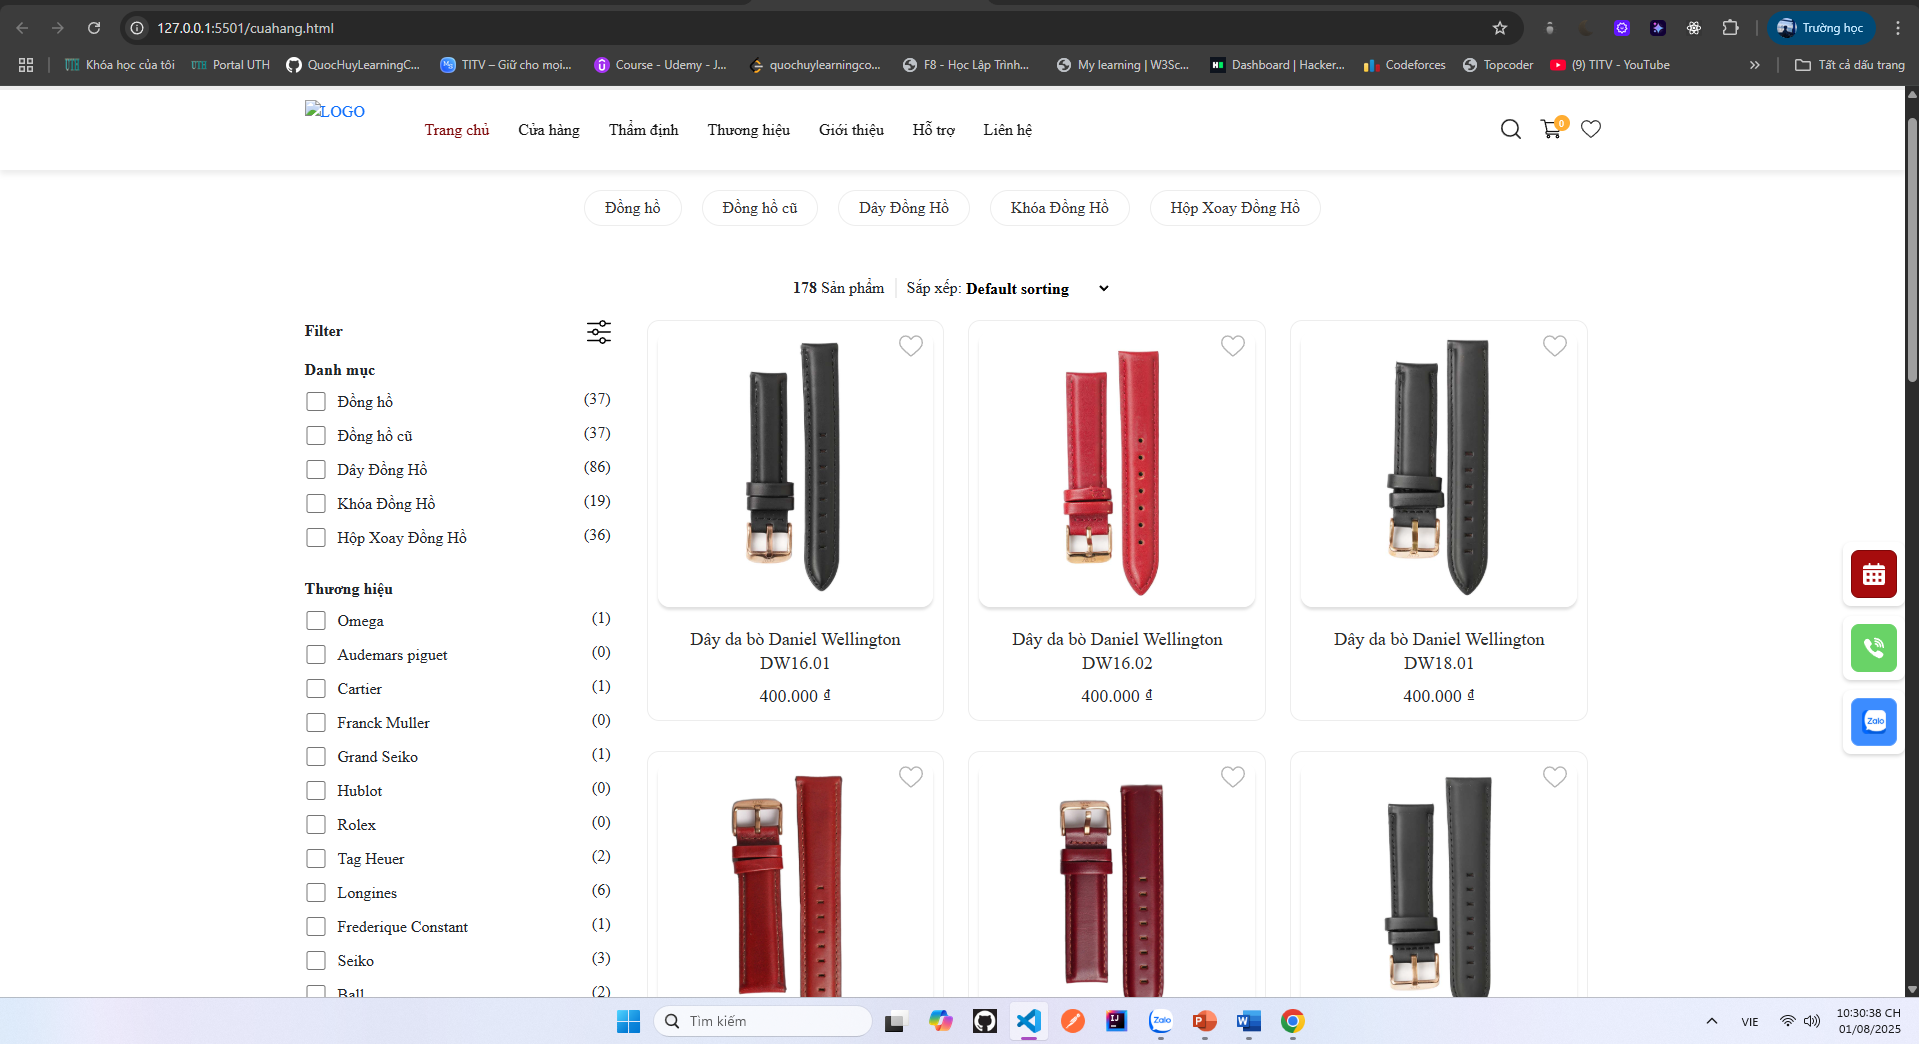 127.0.0.1:5501/cuahang.html
Trường học
Khóa học của tôi
Portal UTH
QuocHuyLearningC...
TITV – Giữ cho mọi...
Course - Udemy - J...
quochuylearningco...
F8 - Học Lập Trình...
My learning | W3Sc...
Dashboard | Hacker...
Codeforces
Topcoder
(9) TITV - YouTube
Tất cả dấu trang
LOGO
Trang chủ
Cửa hàng
Thẩm định
Thương hiệu
Giới thiệu
Hỗ trợ
Liên hệ
0
Đồng hồ
Đồng hồ cũ
Dây Đồng Hồ
Khóa Đồng Hồ
Hộp Xoay Đồng Hồ
178 Sản phẩm
Sắp xếp: Default sorting
Filter
Danh mục
Đồng hồ (37)
Đồng hồ cũ (37)
Dây Đồng Hồ (86)
Khóa Đồng Hồ (19)
Hộp Xoay Đồng Hồ (36)
Thương hiệu
Omega (1)
Audemars piguet (0)
Cartier (1)
Franck Muller (0)
Grand Seiko (1)
Hublot (0)
Rolex (0)
Tag Heuer (2)
Longines (6)
Frederique Constant (1)
Seiko (3)
Ball (2)
Dây da bò Daniel Wellington
DW16.01
400.000 ₫
Dây da bò Daniel Wellington
DW16.02
400.000 ₫
Dây da bò Daniel Wellington
DW18.01
400.000 ₫
Zalo
Tìm kiếm
Zalo
VIE
10:30:38 CH
01/08/2025